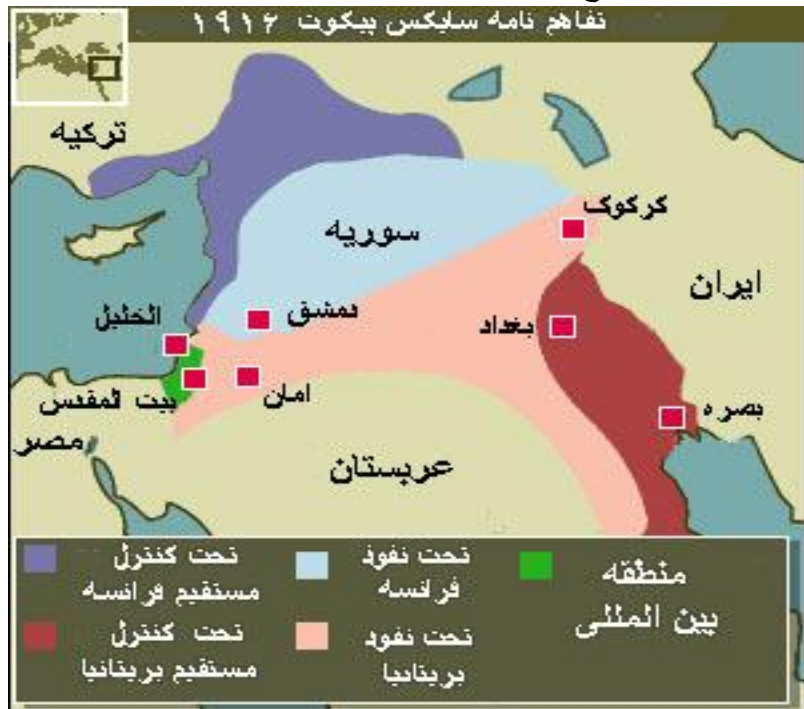 تفاهم نامه سایکس پیکوت ۱۹۱۶
ترکیه
کرکوک
سوریه
ایران
الخلیل
دمشق
بغداد
بیت المقدس
امان
بصره
مصر
عربستان
منطقه
بین المللی
تحت نفوذ
فرانسه
تحت کنترل
مستقیم فرانسه
تحت نفود
بریتانیا
تحت کنترل
مستقیم بریتانیا